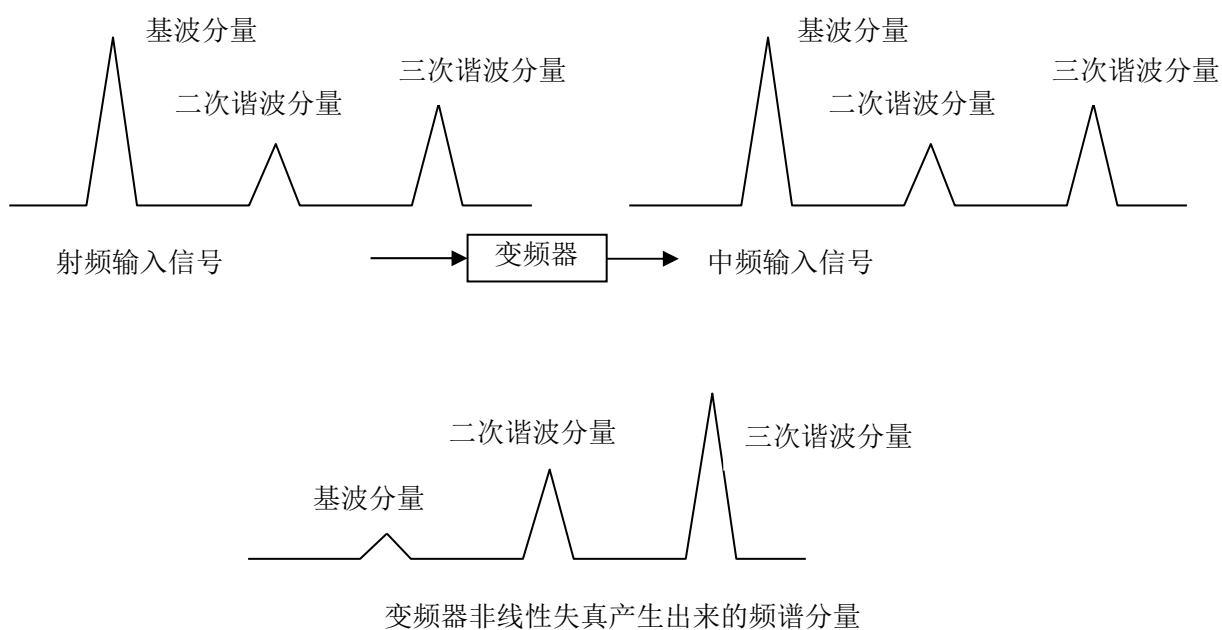 基波分量
二次谐波分量
三次谐波分量
基波分量
二次谐波分量
三次谐波分量
射频输入信号
变频器
中频输入信号
基波分量
二次谐波分量
三次谐波分量
变频器非线性失真产生出来的频谱分量